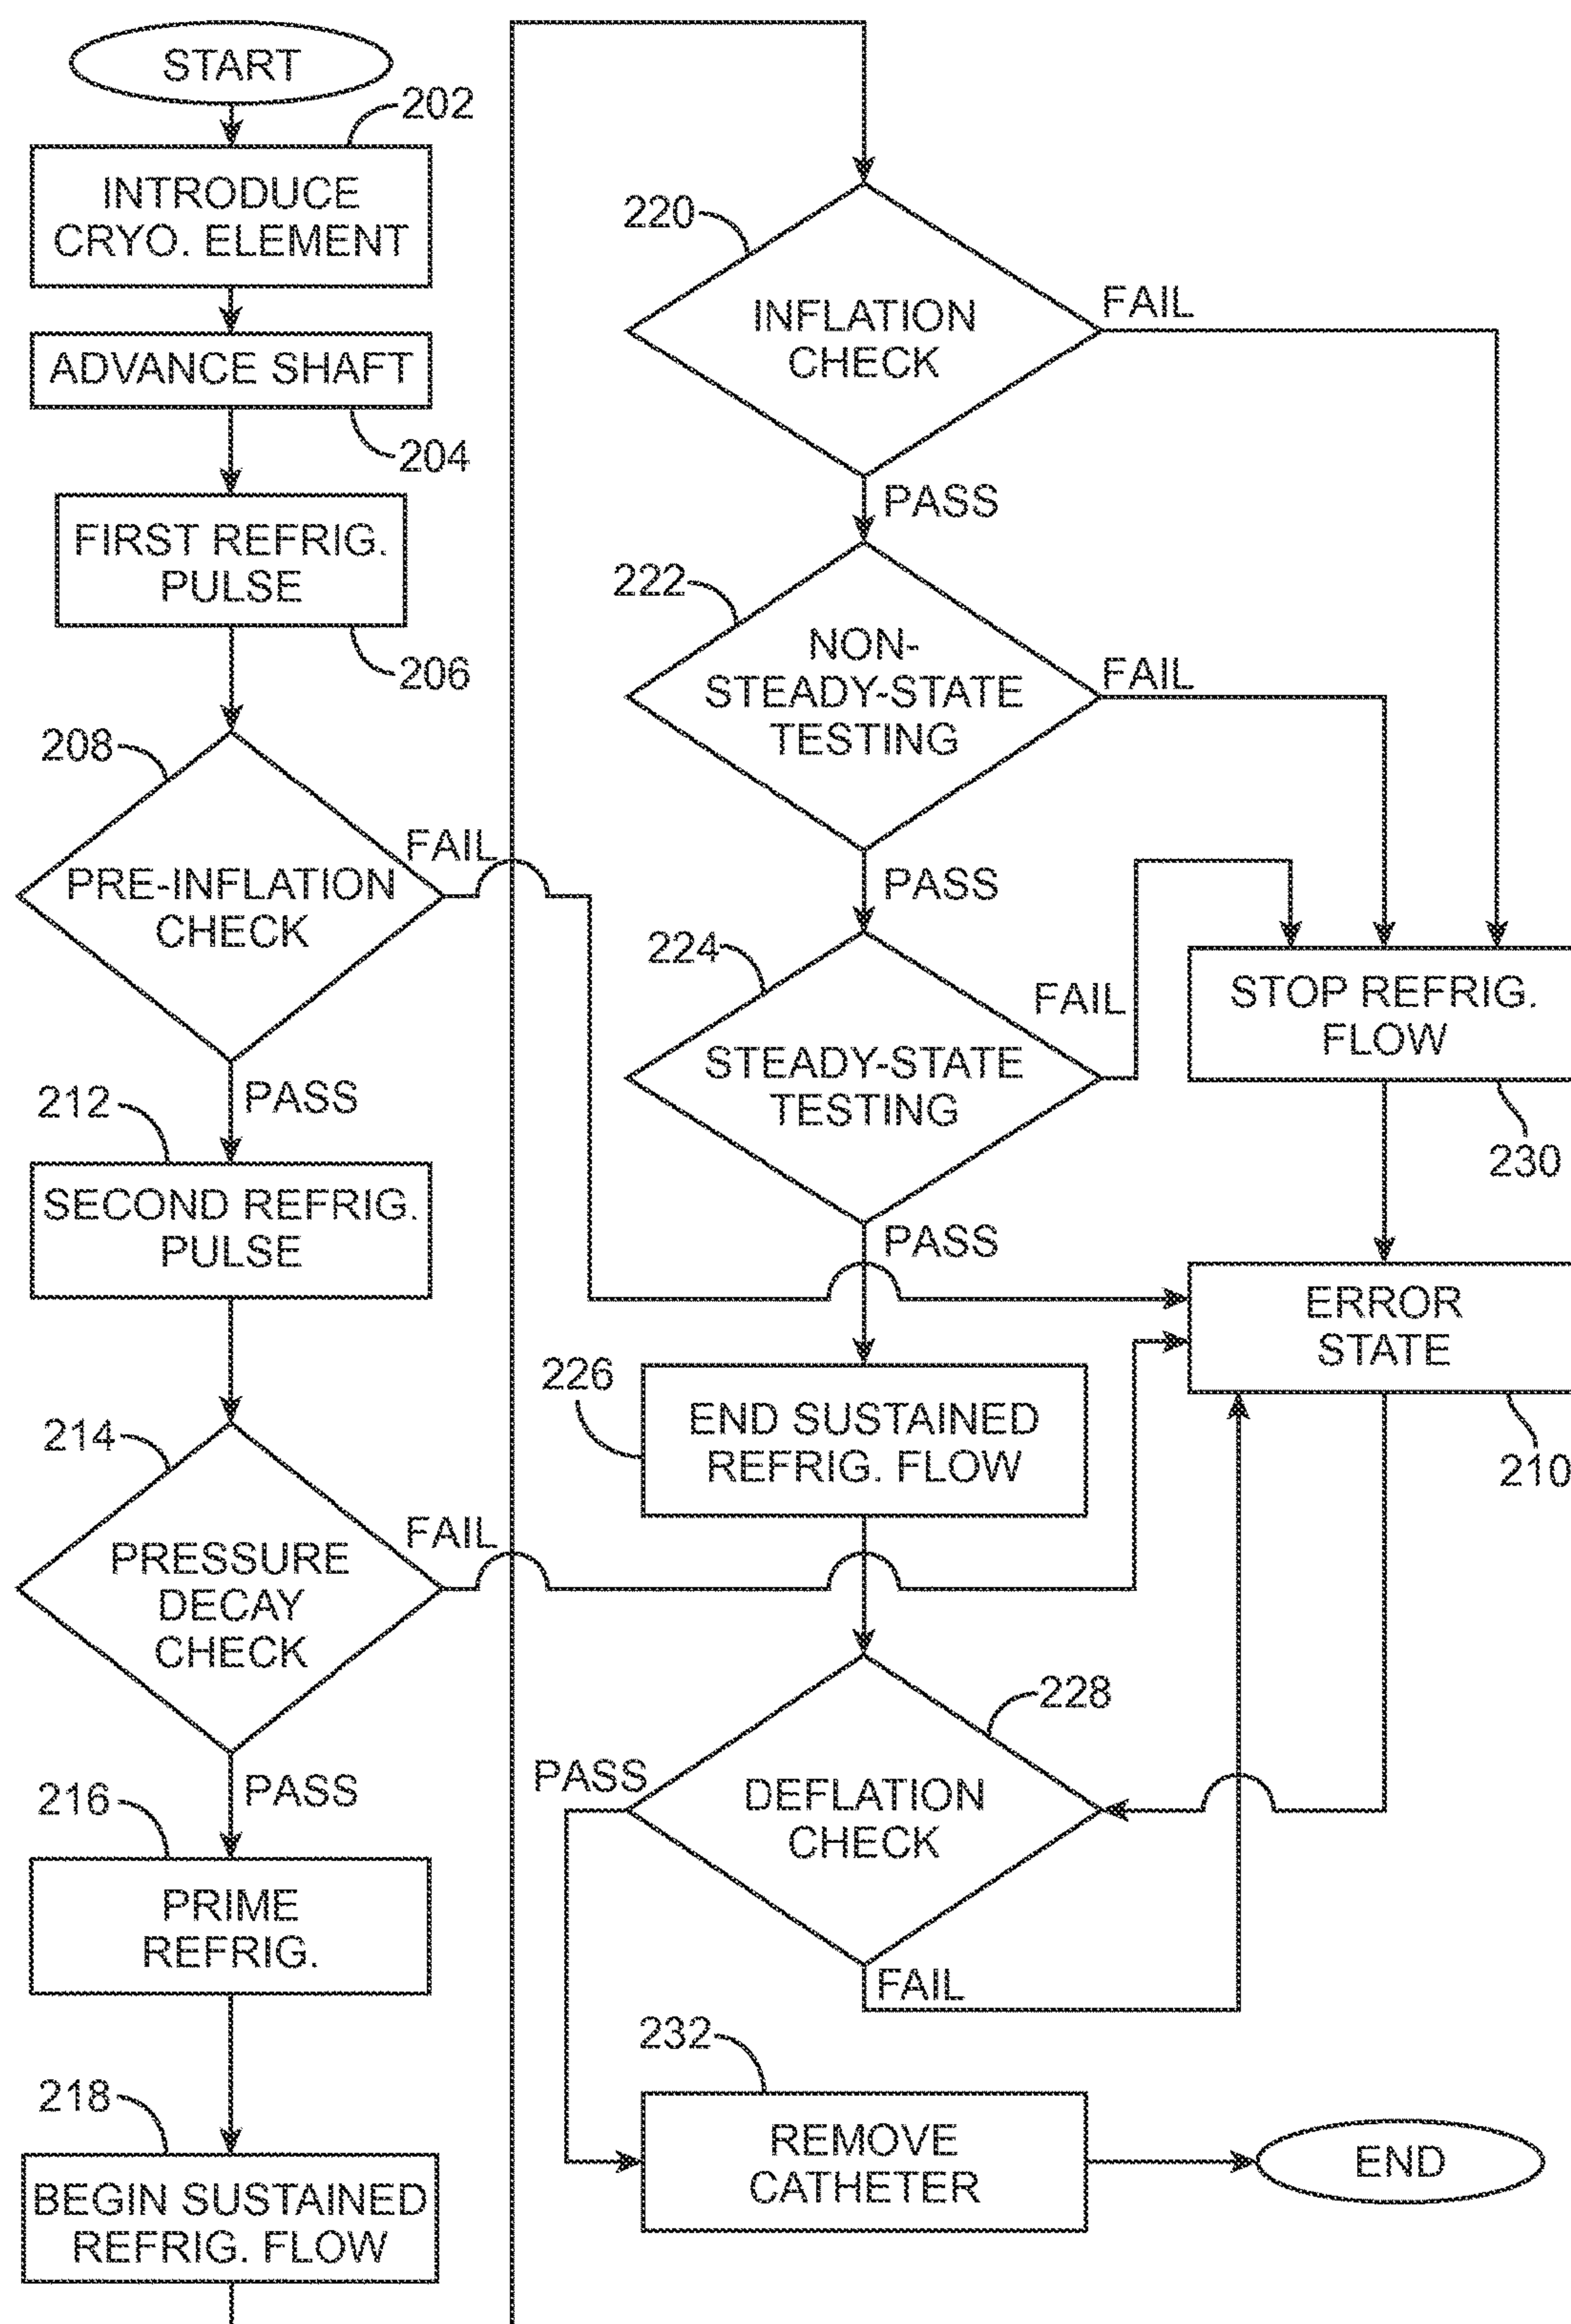 START
202
INTRODUCE
CRYO. ELEMENT
ADVANCE SHAFT
204
FIRST REFRIG.
PULSE
206
208
PRE-INFLATION
CHECK
FAIL
PASS
212
SECOND REFRIG.
PULSE
214
PRESSURE
DECAY
CHECK
FAIL
PASS
216
PRIME
REFRIG.
218
BEGIN SUSTAINED
REFRIG. FLOW
220
INFLATION
CHECK
FAIL
PASS
222
NON-
STEADY-STATE
TESTING
FAIL
PASS
224
STEADY-STATE
TESTING
FAIL
PASS
STOP REFRIG.
FLOW
230
ERROR
STATE
210
226
END SUSTAINED
REFRIG. FLOW
228
DEFLATION
CHECK
PASS
FAIL
232
REMOVE
CATHETER
END